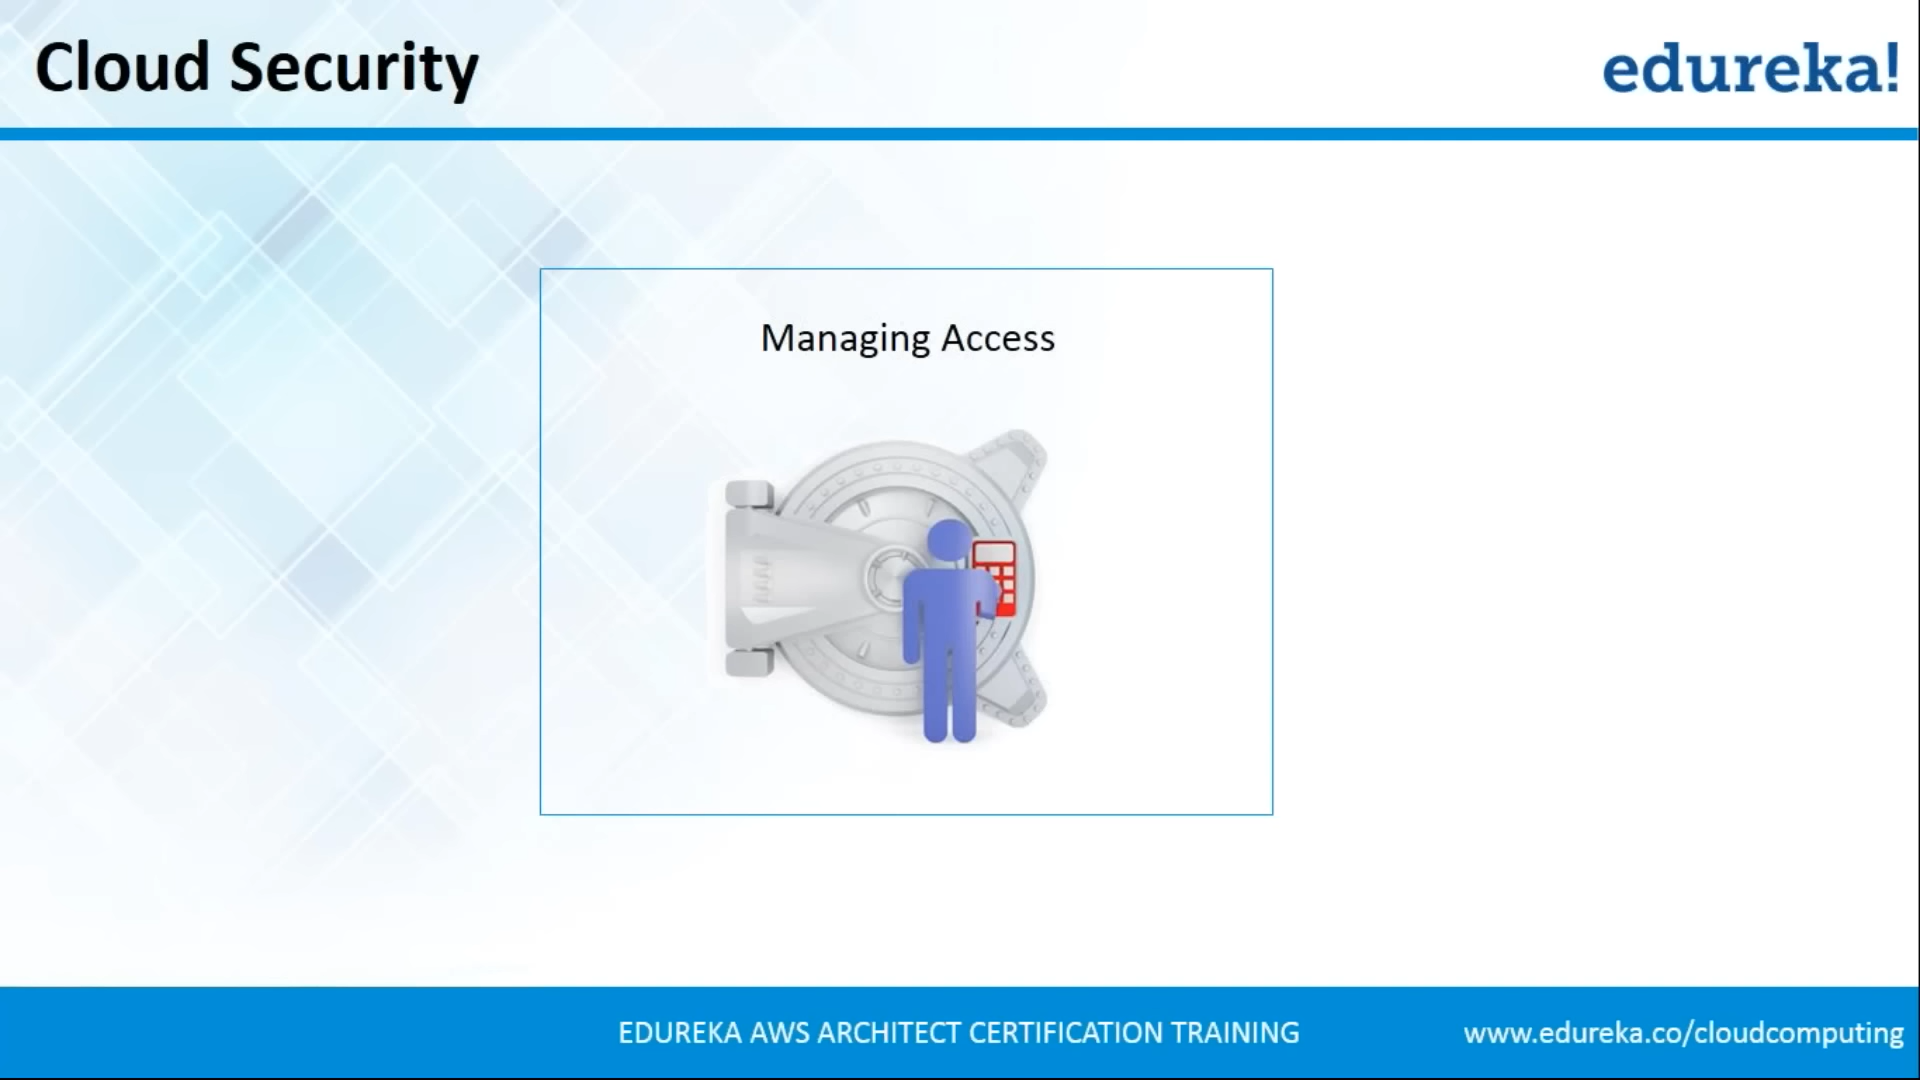 Cloud Security
edureka!
Managing Access
EDUREKA AWS ARCHITECT CERTIFICATION TRAINING
www.edureka.co/cloudcomputing